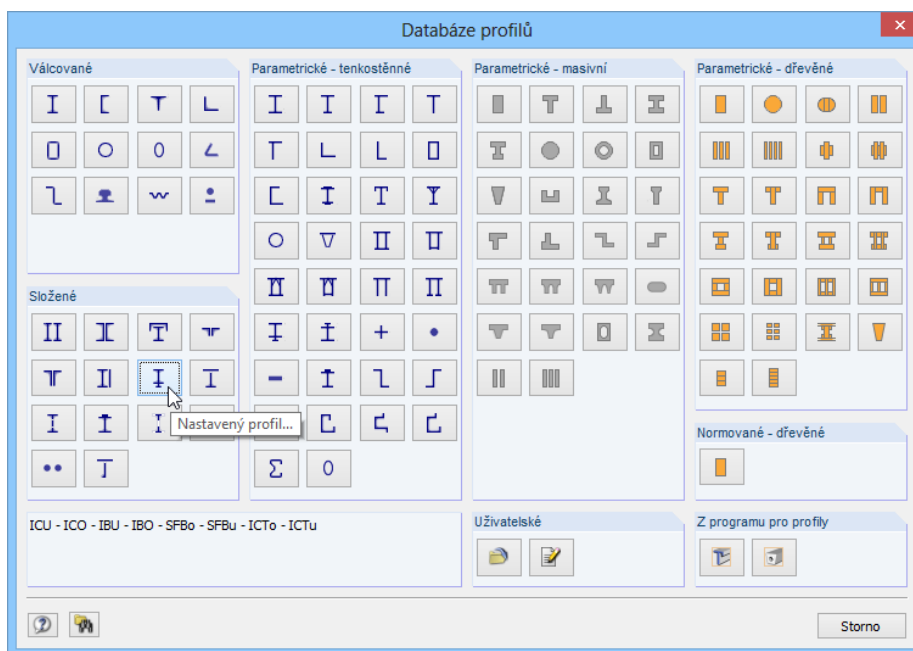 Databáze profilů
Válcované
Parametrické - tenkostěnné
Parametrické - masivní
Parametrické - dřevěné
Složené
Nastavený profil...
Normované - dřevěné
ICU - ICO - IBU - IBO - SFBo - SFBu - ICTo - ICTu
Uživatelské
Z programu pro profily
Storno